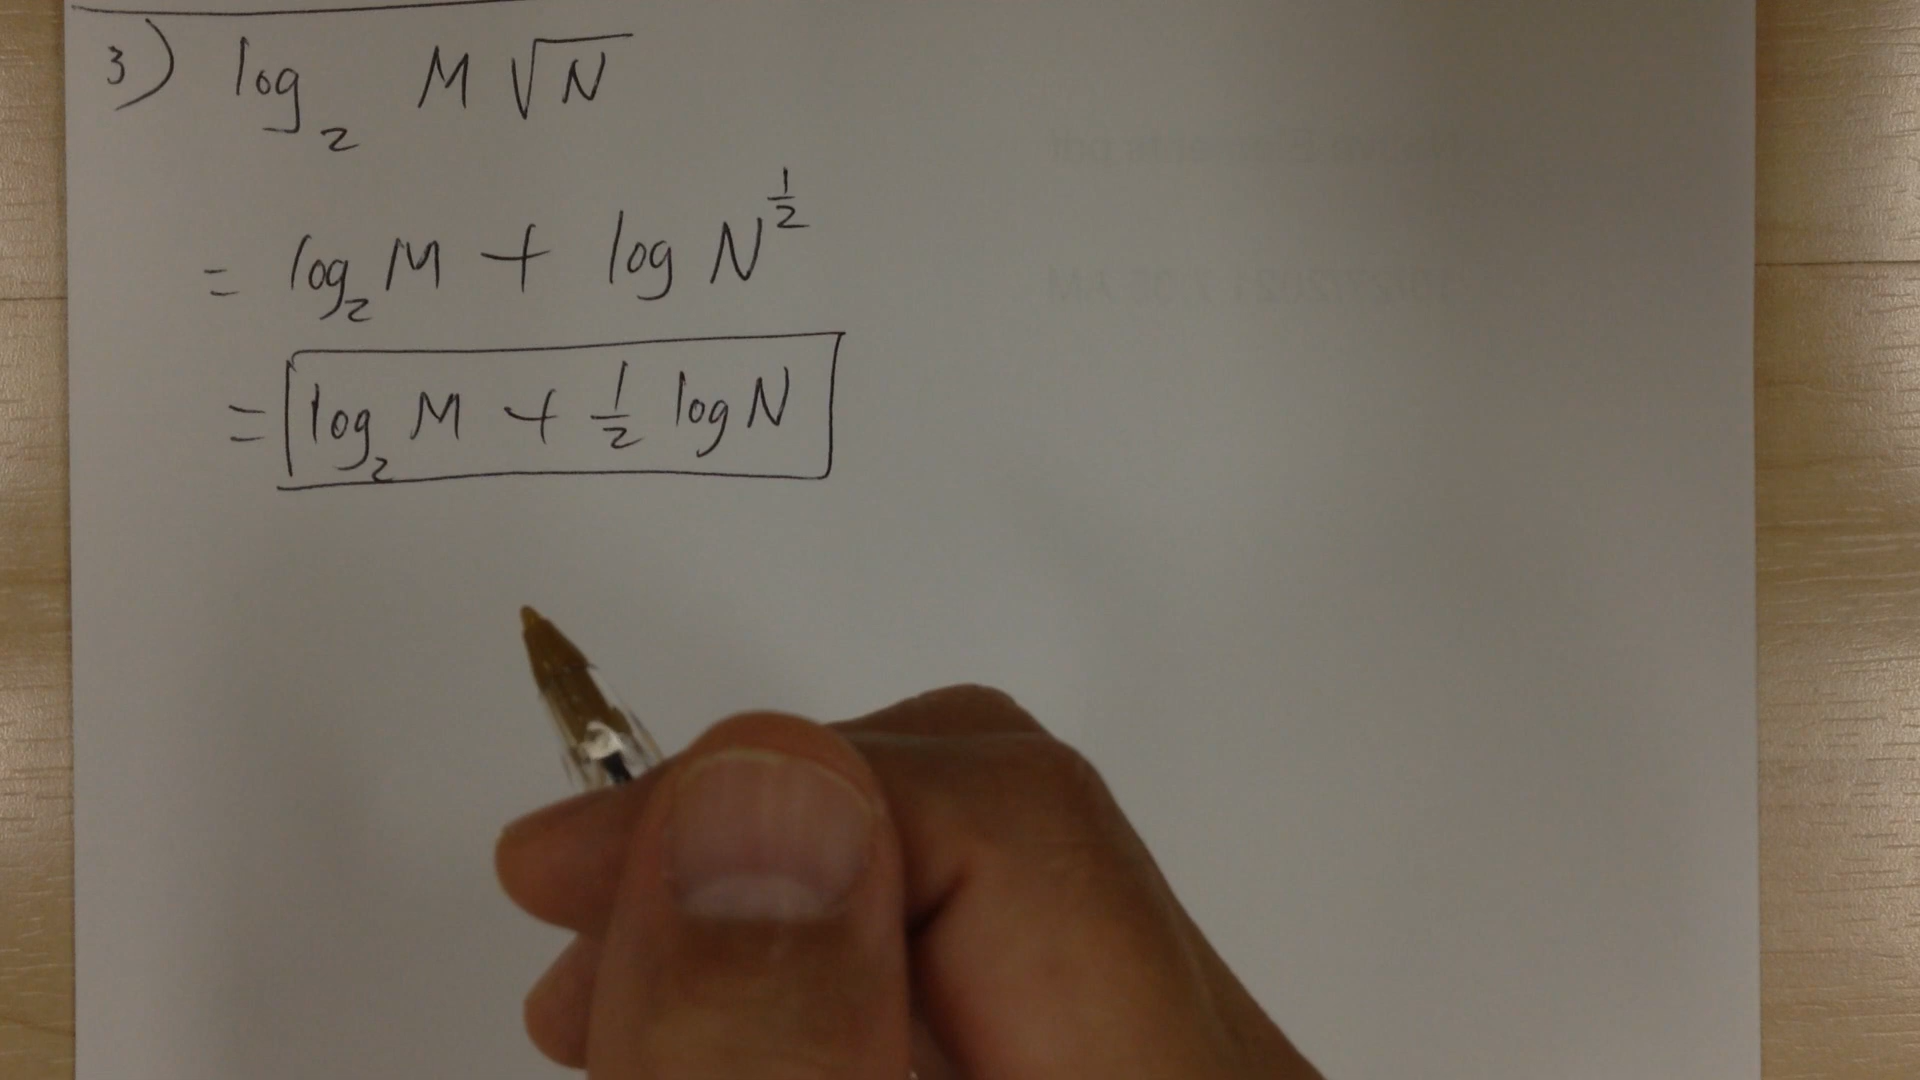 3) log₂ M √N
= log₂ M + log N^½
= log₂ M + ½ log N